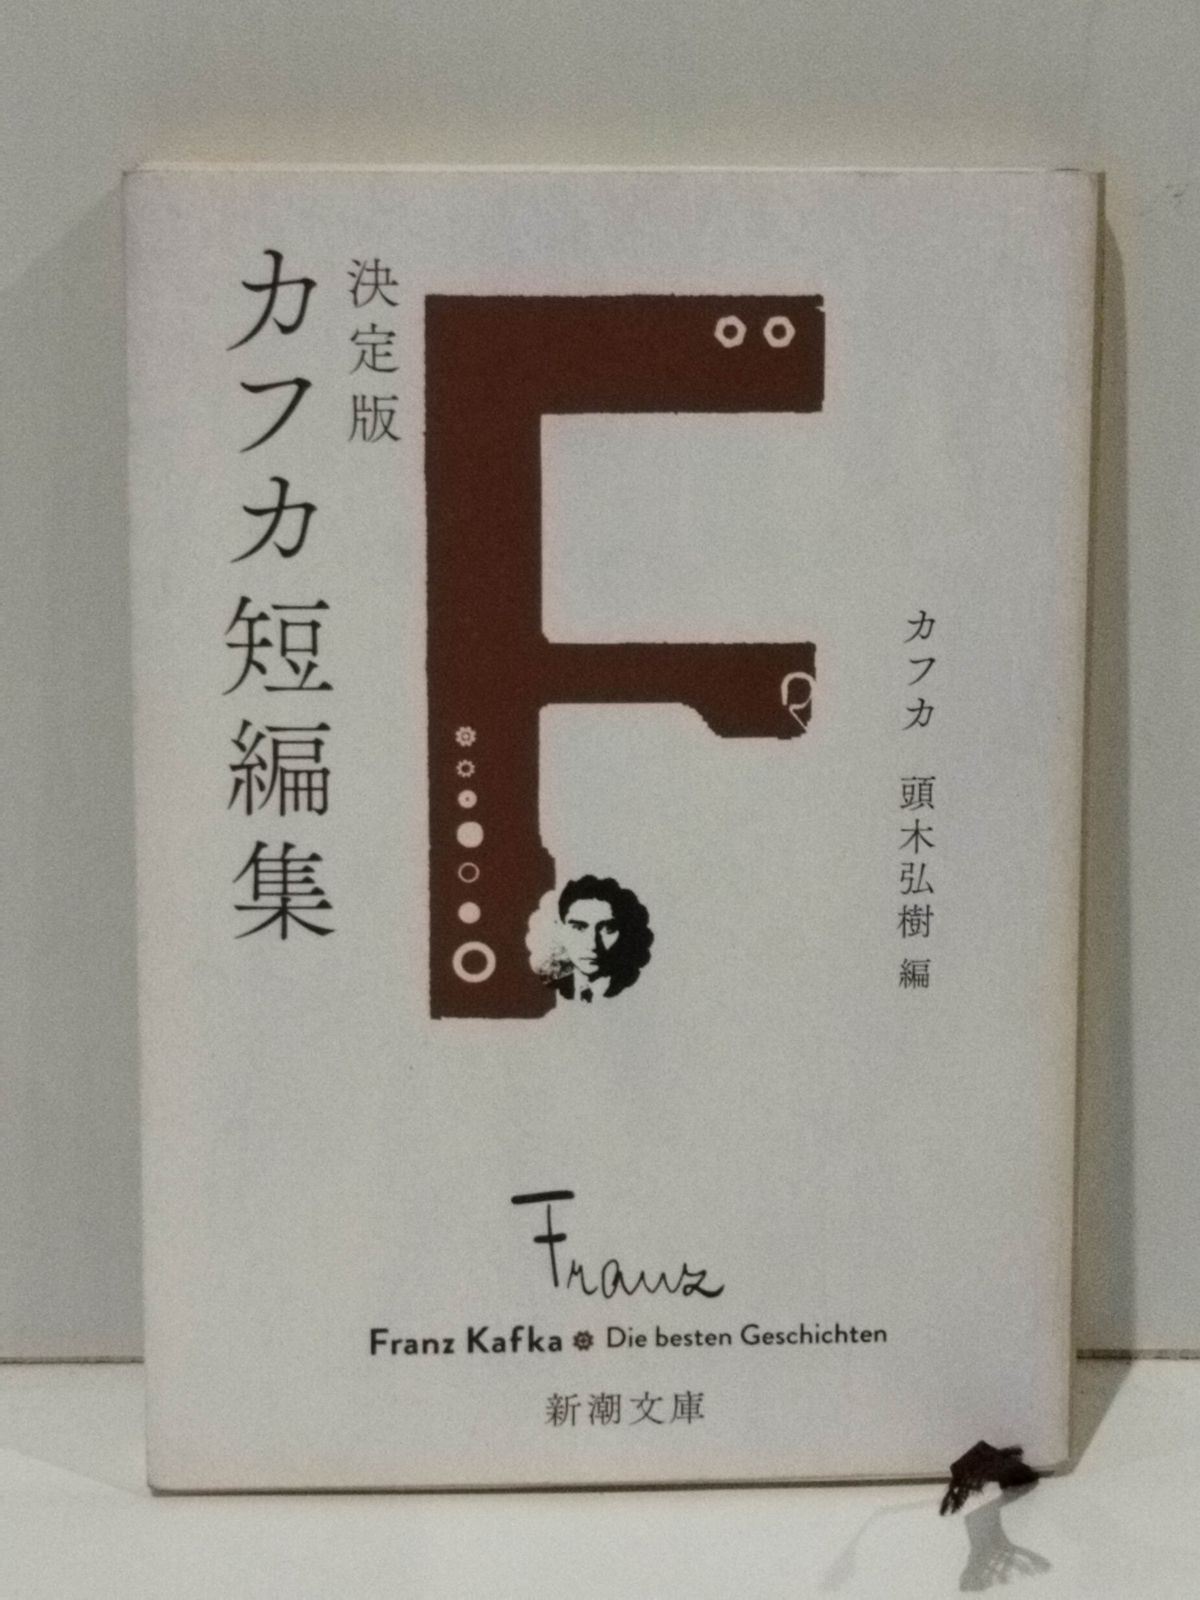 決定版
カフカ短編集
カフカ 頭木弘樹 編
F
Franz
Franz Kafka Die besten Geschichten
新潮文庫